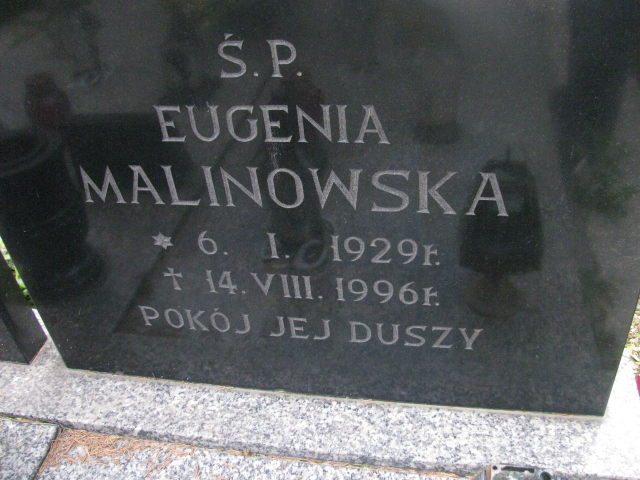 Ś.P.
EUGENIA
MALINOWSKA
* 6. I. 1929r.
† 14. VIII. 1996r.
POKÓJ JEJ DUSZY